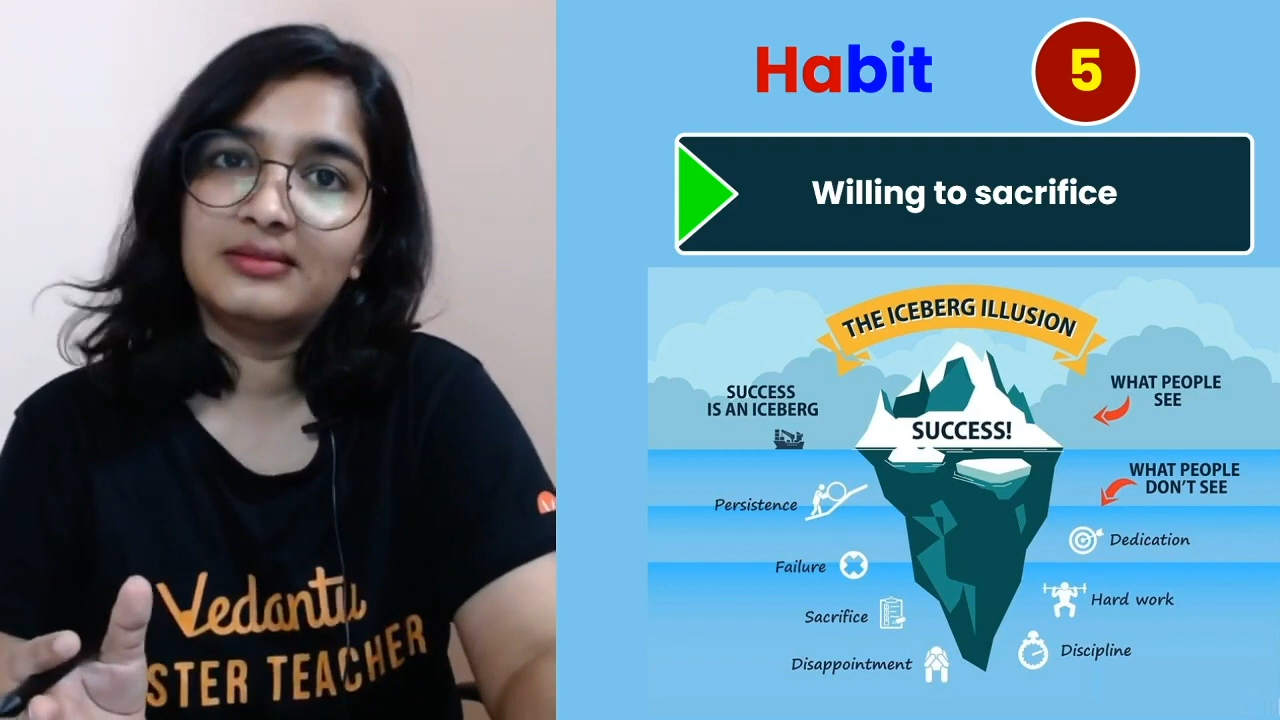 Habit
5
Willing to sacrifice
THE ICEBERG ILLUSION
SUCCESS
IS AN ICEBERG
WHAT PEOPLE
SEE
SUCCESS!
WHAT PEOPLE
DON'T SEE
Persistence
Dedication
Failure
Hard work
Sacrifice
Discipline
Disappointment
Vedantu
STER TEACHER